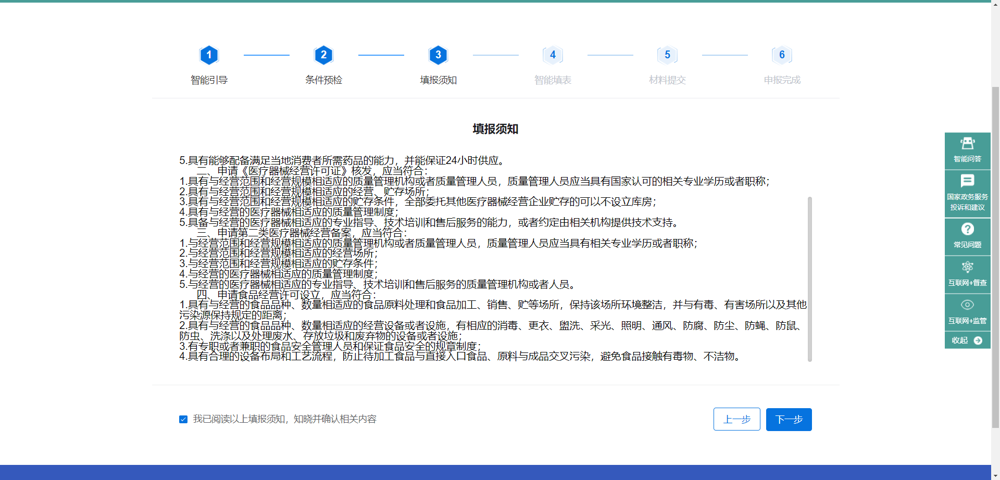 1 2 3 4 5 6
智能引导 条件预检 填报须知 智能填表 材料提交 申报完成
填报须知
5.具有能够配备满足当地消费者所需药品的能力，并能保证24小时供应。
二、申请《医疗器械经营许可证》核发，应当符合：
1.具有与经营范围和经营规模相适应的质量管理机构或者质量管理人员，质量管理人员应当具有国家认可的相关专业学历或者职称；
2.具有与经营范围和经营规模相适应的经营、贮存场所；
3.具有与经营范围和经营规模相适应的贮存条件，全部委托其他医疗器械经营企业贮存的可以不设立库房；
4.具有与经营的医疗器械相适应的质量管理制度；
5.具备与经营的医疗器械相适应的专业指导、技术培训和售后服务的能力，或者约定由相关机构提供技术支持。
三、申请第二类医疗器械经营备案，应当符合：
1.与经营范围和经营规模相适应的质量管理机构或者质量管理人员，质量管理人员应当具有相关专业学历或者职称；
2.与经营范围和经营规模相适应的经营场所；
3.与经营范围和经营规模相适应的贮存条件；
4.与经营的医疗器械相适应的质量管理制度；
5.与经营的医疗器械相适应的专业指导、技术培训和售后服务的质量管理机构或者人员。
四、申请食品经营许可设立，应当符合：
1.具有与经营的食品品种、数量相适应的食品原料处理和食品加工、销售、贮等场所，保持该场所环境整洁，并与有毒、有害场所以及其他
污染源保持规定的距离；
2.具有与经营的食品品种、数量相适应的经营设备或者设施，有相应的消毒、更衣、盥洗、采光、照明、通风、防腐、防尘、防蝇、防鼠、
防虫、洗涤以及处理废水、存放垃圾和废弃物的设备或者设施；
3.有专职或者兼职的食品安全管理人员和保证食品安全的规章制度；
4.具有合理的设备布局和工艺流程，防止待加工食品与直接入口食品、原料与成品交叉污染，避免食品接触有毒物、不洁物。
我已阅读以上填报须知，知晓并确认相关内容
上一步 下一步
智能问答
国家政务服务
投诉和建议
常见问题
互联网+督查
互联网+监管
收起